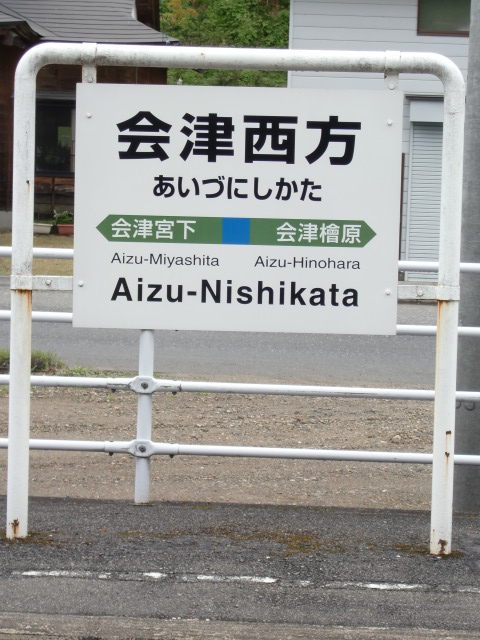 会津西方
あいづにしかた
会津宮下 会津檜原
Aizu-Miyashita Aizu-Hinohara
Aizu-Nishikata